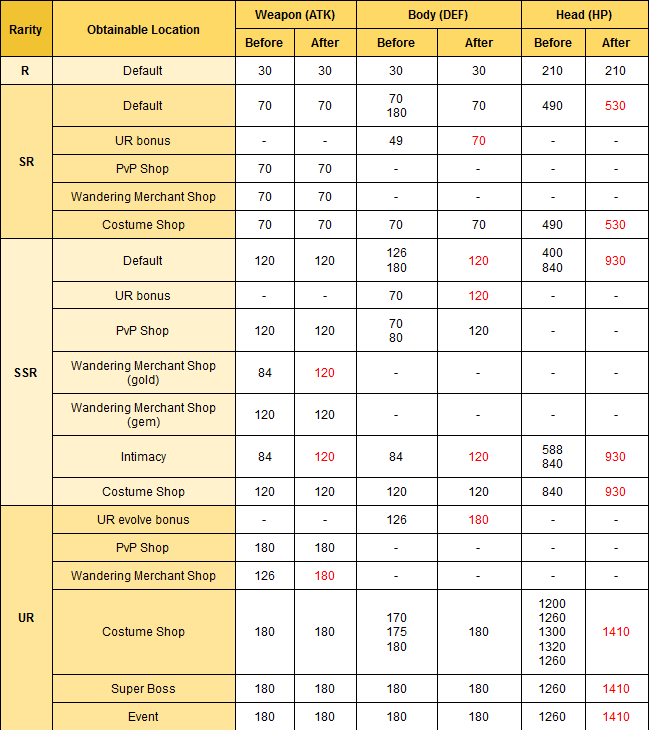 Rarity Obtainable Location Weapon (ATK) Body (DEF) Head (HP)
Before After Before After Before After
R Default 30 30 30 30 210 210
SR Default 70 70 70 180 70 490 530
UR bonus - - 49 70 - -
PvP Shop 70 70 - - - -
Wandering Merchant Shop 70 70 - - - -
Costume Shop 70 70 70 70 490 530
SSR Default 120 120 126 180 120 400 840 930
UR bonus - - 70 120 - -
PvP Shop 120 120 70 80 120 - -
Wandering Merchant Shop (gold) 84 120 - - - -
Wandering Merchant Shop (gem) 120 120 - - - -
Intimacy 84 120 84 120 588 840 930
Costume Shop 120 120 120 120 840 930
UR UR evolve bonus - - 126 180 - -
PvP Shop 180 180 - - - -
Wandering Merchant Shop 126 180 - - - -
Costume Shop 180 180 170 175 180 180 1200 1260 1300 1320 1260 1410
Super Boss 180 180 180 180 1260 1410
Event 180 180 180 180 1260 1410